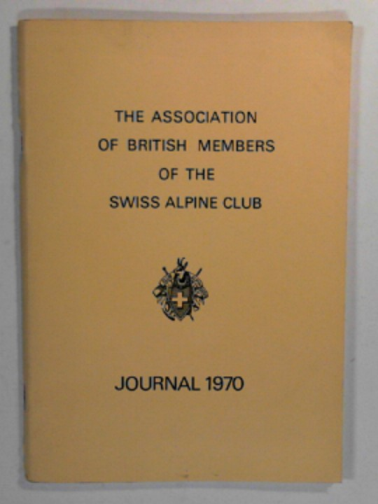 THE ASSOCIATION
OF BRITISH MEMBERS
OF THE
SWISS ALPINE CLUB
JOURNAL 1970